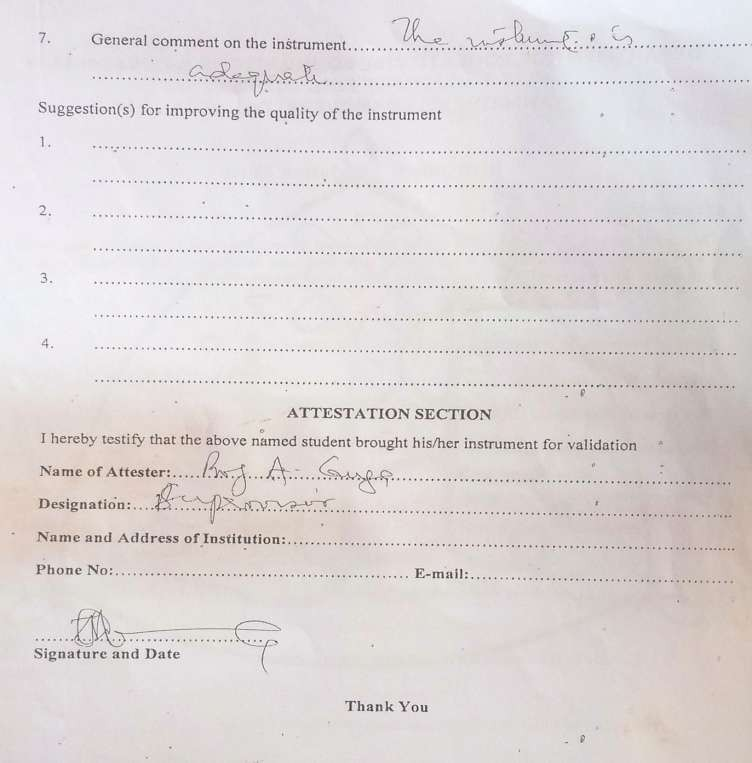 7. General comment on the instrument............ The instrument is
............ adequate ............
Suggestion(s) for improving the quality of the instrument
1. ............
............
2. ............
............
3. ............
............
4. ............
............
ATTESTATION SECTION
I hereby testify that the above named student brought his/her instrument for validation
Name of Attester:..... Prof. A.
Designation:.... Supervisor ............
Name and Address of Institution:............
Phone No:............ E-mail:............
............
Signature and Date
Thank You